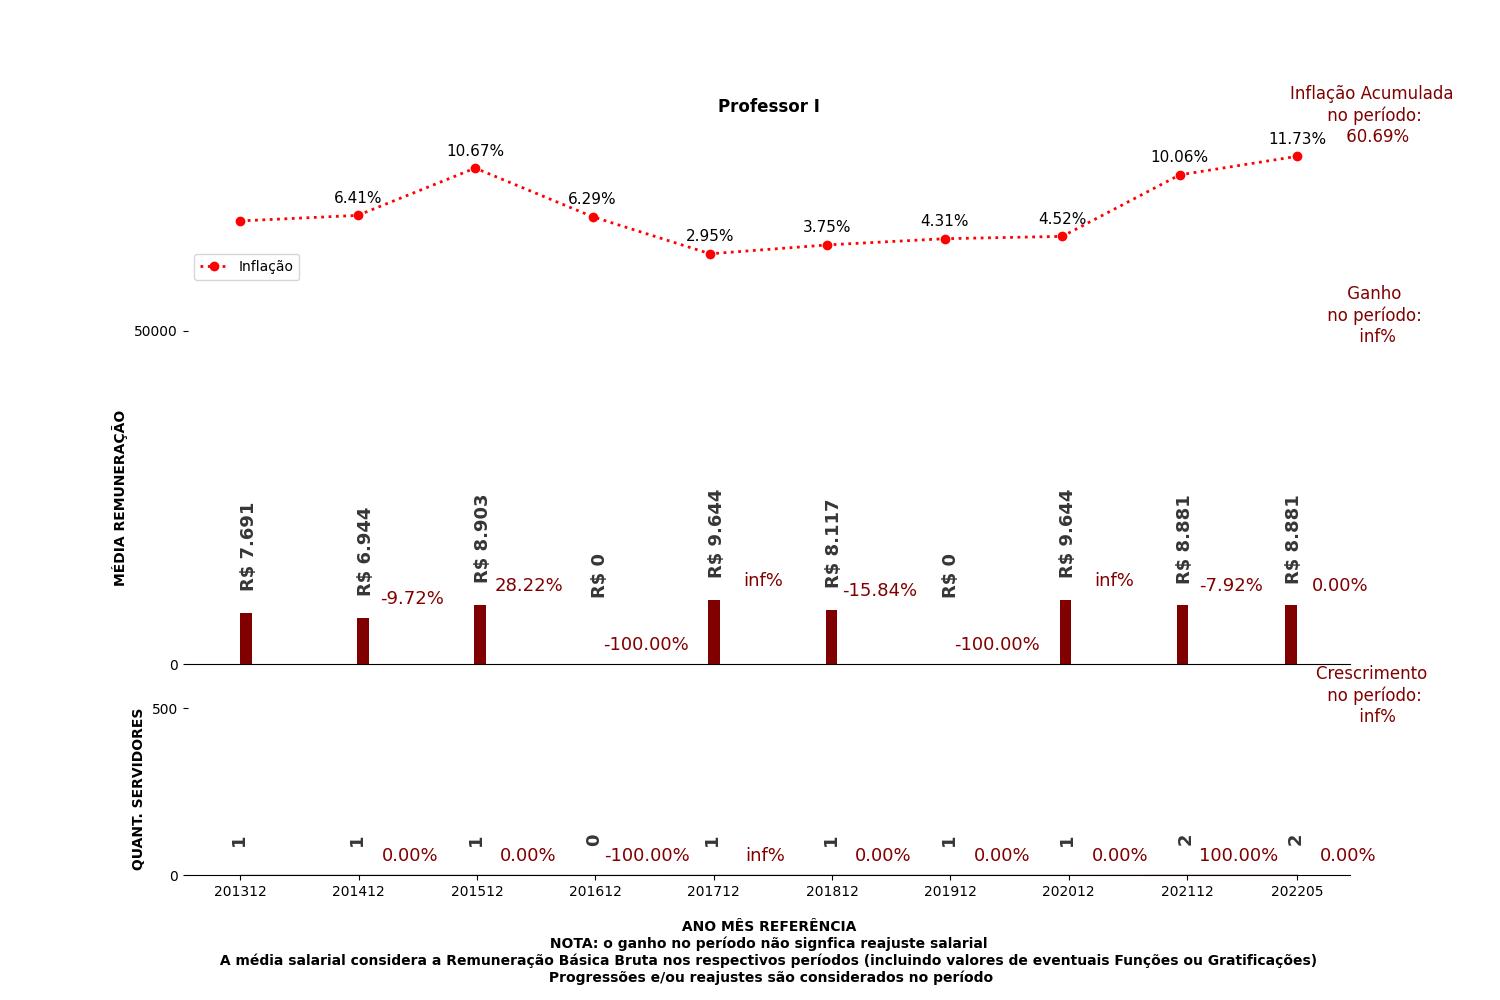 Professor I
Inflação Acumulada
no período:
60.69%
6.41%
10.67%
6.29%
2.95%
3.75%
4.31%
4.52%
10.06%
11.73%
Inflação
Ganho
no período:
inf%
MÉDIA REMUNERAÇÃO
50000
0
R$ 7.691
R$ 6.944
-9.72%
R$ 8.903
28.22%
R$ 0
-100.00%
R$ 9.644
inf%
R$ 8.117
-15.84%
R$ 0
-100.00%
R$ 9.644
inf%
R$ 8.881
-7.92%
R$ 8.881
0.00%
Crescimento
no período:
inf%
QUANT. SERVIDORES
500
0
1
1
0.00%
1
0.00%
0
-100.00%
1
inf%
1
0.00%
1
0.00%
1
0.00%
2
100.00%
2
0.00%
201312
201412
201512
201612
201712
201812
201912
202012
202112
202205
ANO MÊS REFERÊNCIA
NOTA: o ganho no período não signfica reajuste salarial
A média salarial considera a Remuneração Básica Bruta nos respectivos períodos (incluindo valores de eventuais Funções ou Gratificações)
Progressões e/ou reajustes são considerados no período